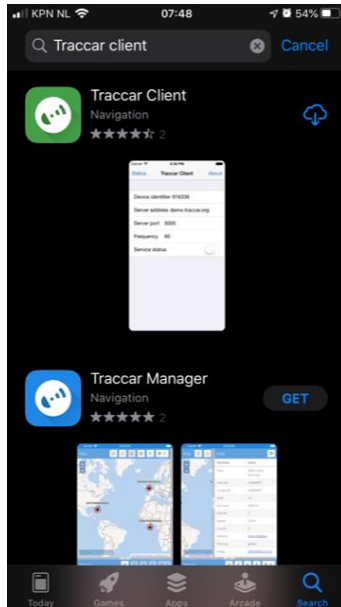 KPN NL 07:48 54%
Traccar client Cancel
Traccar Client
Navigation
2
Status Traccar Client About
Device identifier 916338
Server address demo.traccar.org
Server port 5055
Frequency 60
Service status
Traccar Manager
Navigation
2
GET
Today Games Apps Arcade Search